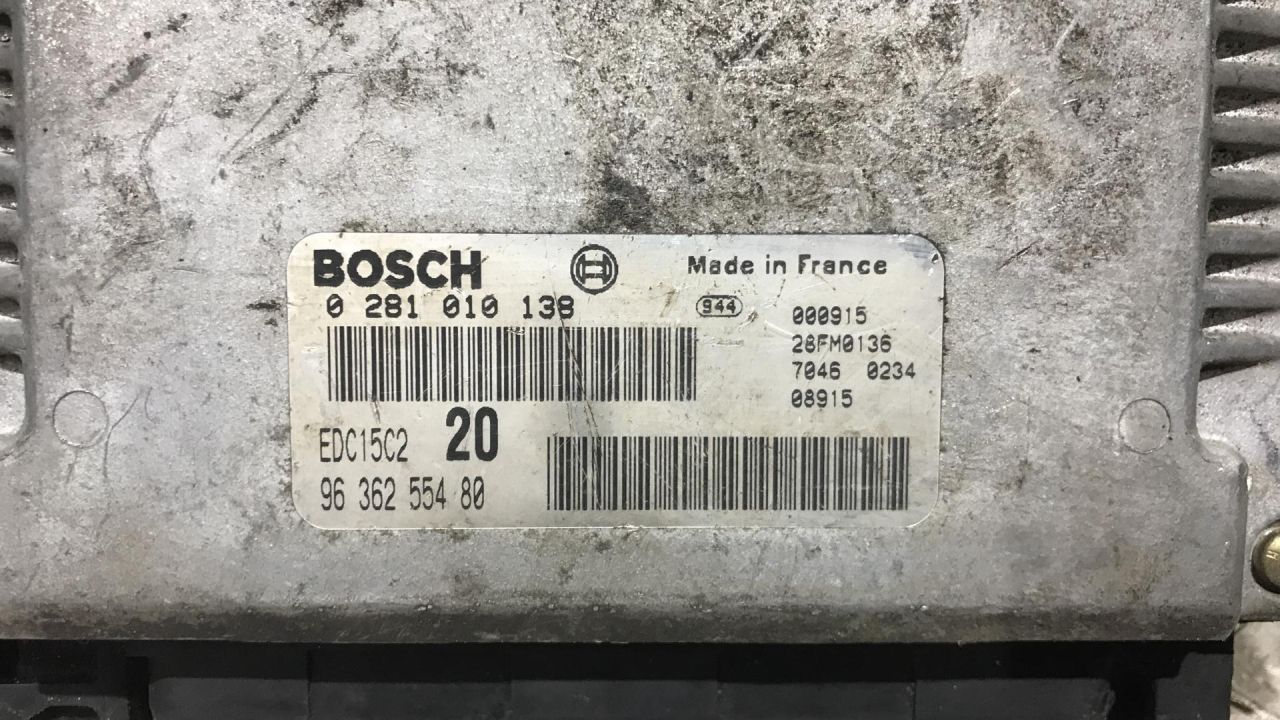 BOSCH
Made in France
0 281 010 138
944
000915
28FM0136
7046 0234
08915
EDC15C2 20
96 362 554 80